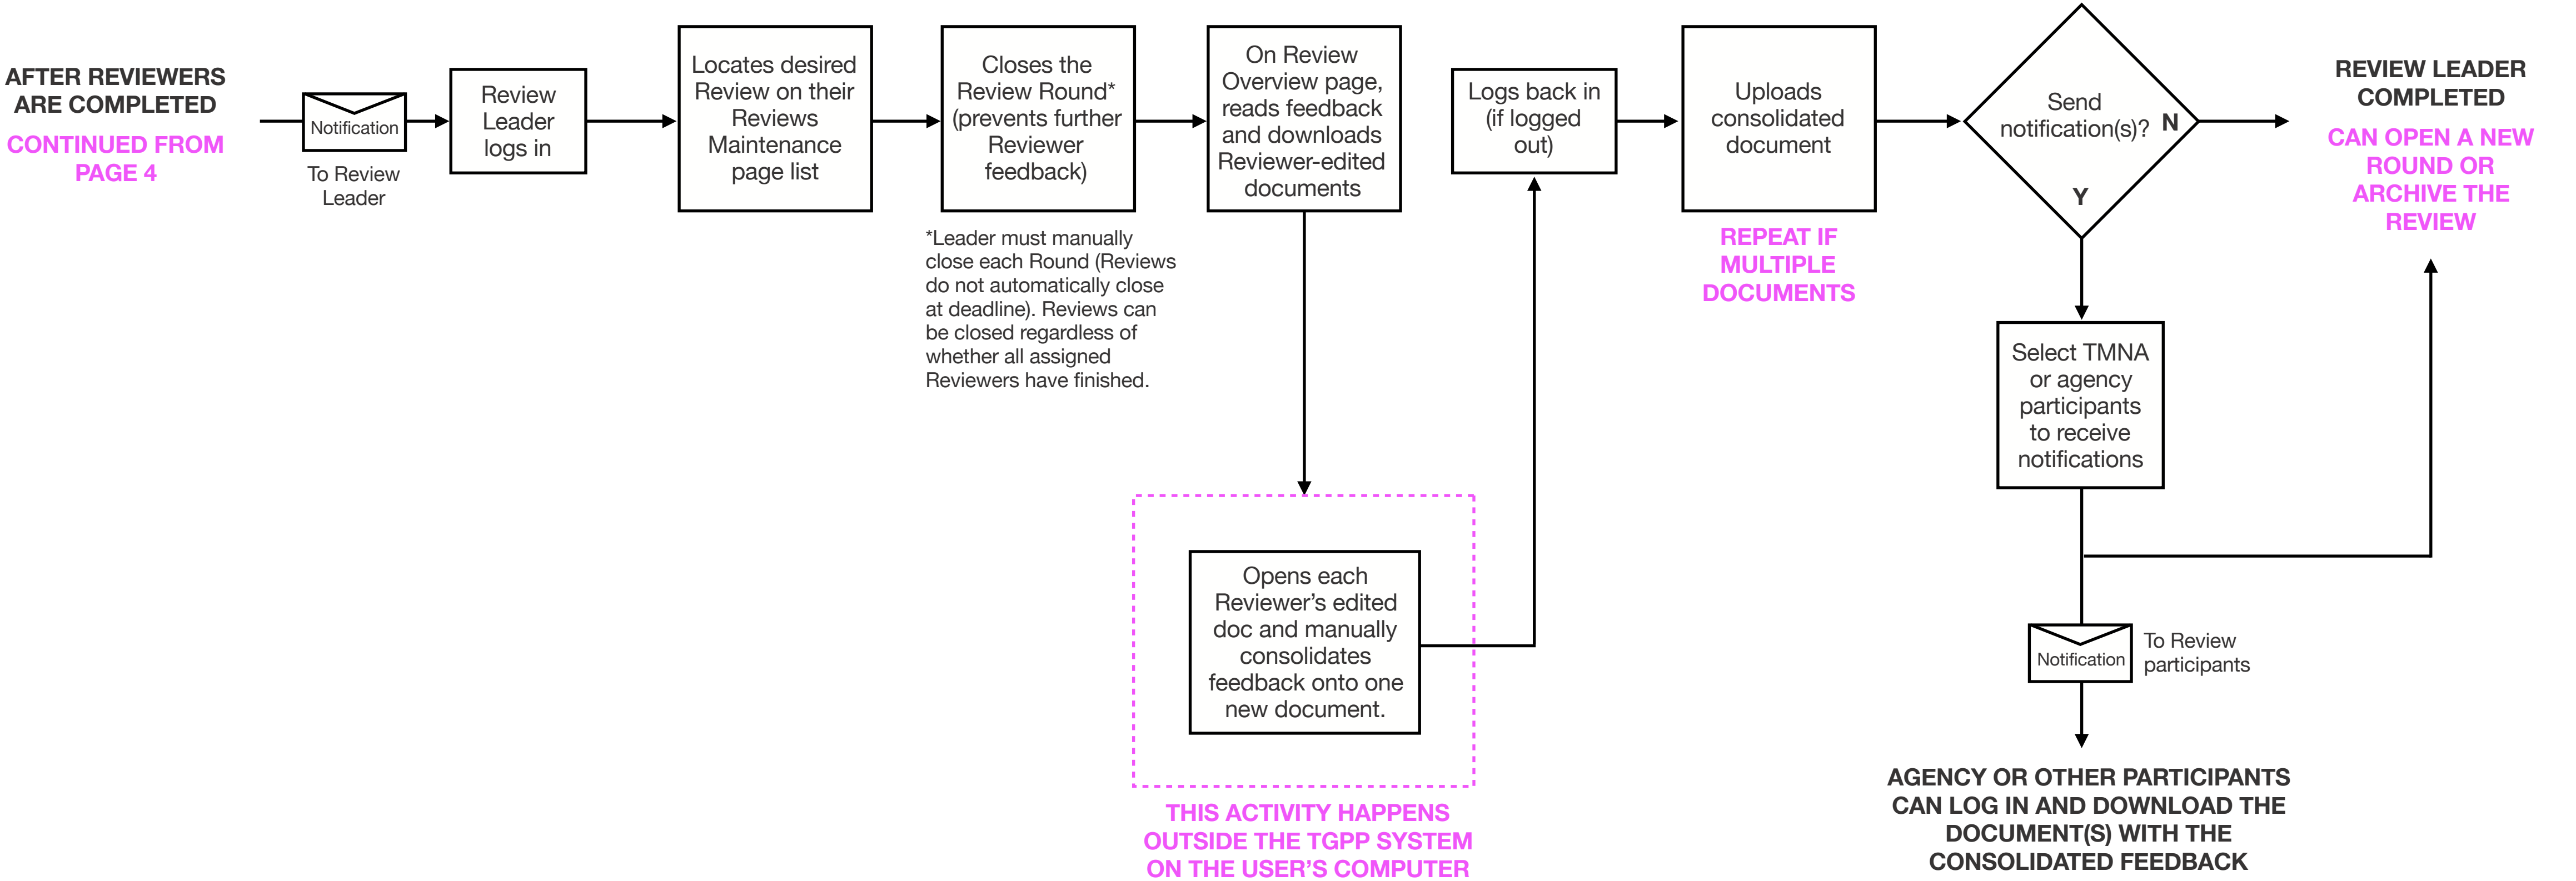 AFTER REVIEWERS
ARE COMPLETED
CONTINUED FROM
PAGE 4
Notification
To Review
Leader
Review
Leader
logs in
Locates desired
Review on their
Reviews
Maintenance
page list
Closes the
Review Round*
(prevents further
Reviewer
feedback)
*Leader must manually
close each Round (Reviews
do not automatically close
at deadline). Reviews can
be closed regardless of
whether all assigned
Reviewers have finished.
On Review
Overview page,
reads feedback
and downloads
Reviewer-edited
documents
Opens each
Reviewer’s edited
doc and manually
consolidates
feedback onto one
new document.
THIS ACTIVITY HAPPENS
OUTSIDE THE TGPP SYSTEM
ON THE USER’S COMPUTER
Logs back in
(if logged
out)
Uploads
consolidated
document
REPEAT IF
MULTIPLE
DOCUMENTS
Send
notification(s)?
N
Y
REVIEW LEADER
COMPLETED
CAN OPEN A NEW
ROUND OR
ARCHIVE THE
REVIEW
Select TMNA
or agency
participants
to receive
notifications
Notification
To Review
participants
AGENCY OR OTHER PARTICIPANTS
CAN LOG IN AND DOWNLOAD THE
DOCUMENT(S) WITH THE
CONSOLIDATED FEEDBACK